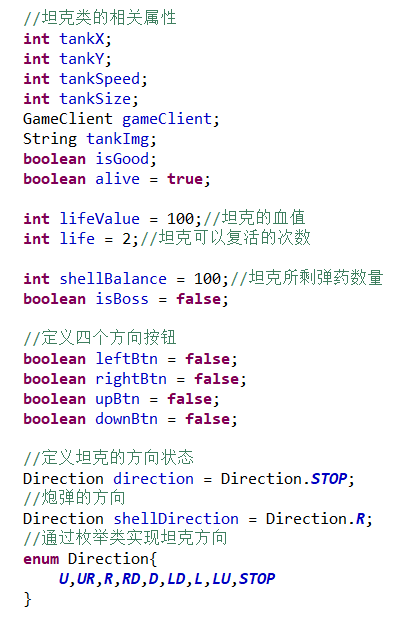 //坦克类的相关属性
int tankX;
int tankY;
int tankSpeed;
int tankSize;
GameClient gameClient;
String tankImg;
boolean isGood;
boolean alive = true;
int lifeValue = 100;//坦克的血值
int life = 2;//坦克可以复活的次数
int shellBalance = 100;//坦克所剩弹药数量
boolean isBoss = false;
//定义四个方向按钮
boolean leftBtn = false;
boolean rightBtn = false;
boolean upBtn = false;
boolean downBtn = false;
//定义坦克的方向状态
Direction direction = Direction.STOP;
//炮弹的方向
Direction shellDirection = Direction.R;
//通过枚举类实现坦克方向
enum Direction{
    U,UR,R,RD,D,LD,L,LU,STOP
}